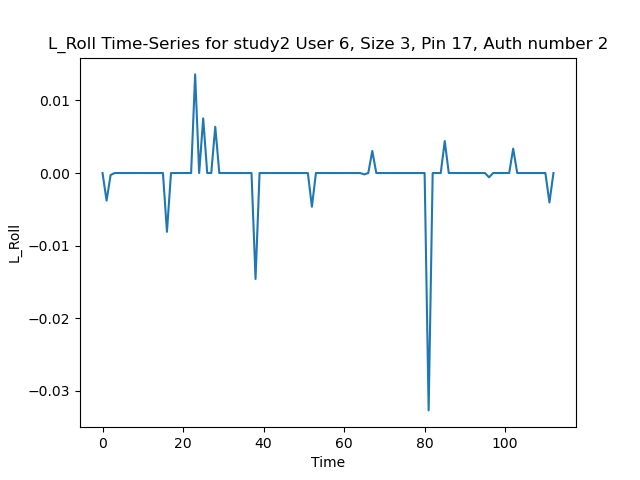 L_Roll Time-Series for study2 User 6, Size 3, Pin 17, Auth number 2
0.01
0.00
−0.01
−0.02
−0.03
L_Roll
0 20 40 60 80 100
Time